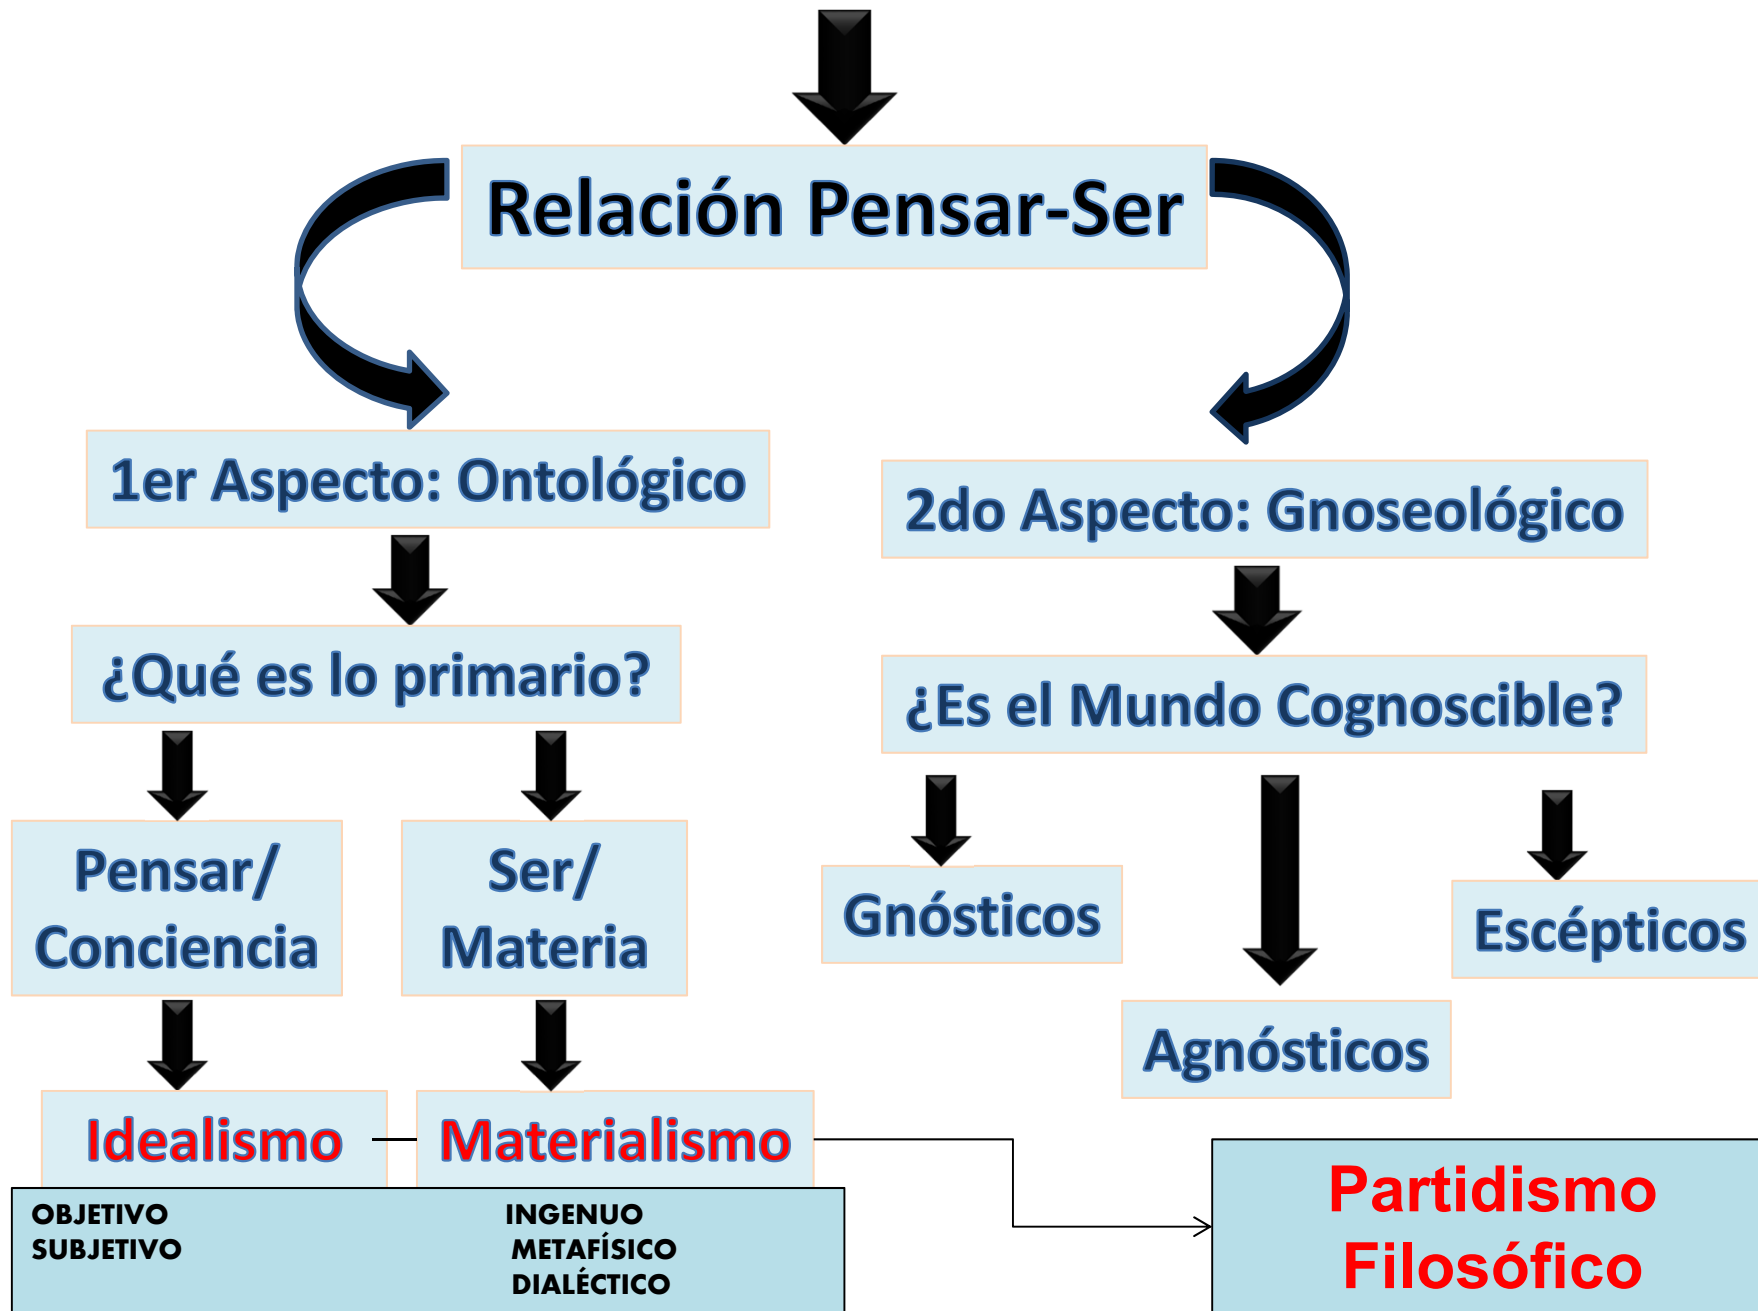 Relación Pensar-Ser
1er Aspecto: Ontológico
2do Aspecto: Gnoseológico
¿Qué es lo primario?
¿Es el Mundo Cognoscible?
Pensar/
Conciencia
Ser/
Materia
Gnósticos
Escépticos
Agnósticos
Idealismo
Materialismo
OBJETIVO
SUBJETIVO
INGENUO
METAFÍSICO
DIALÉCTICO
Partidismo
Filosófico